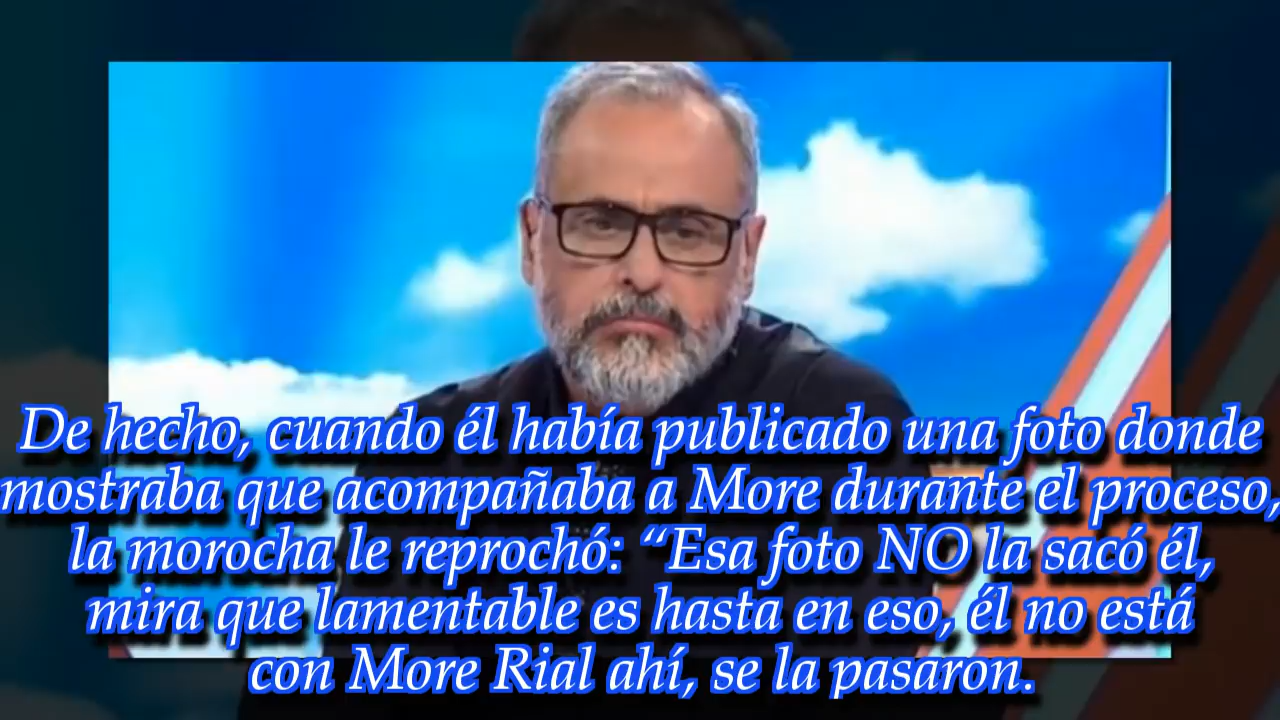 De hecho, cuando él había publicado una foto donde
mostraba que acompañaba a More durante el proceso,
la morocha le reprochó: “Esa foto NO la sacó él,
mira que lamentable es hasta en eso, él no está
con More Rial ahí, se la pasaron.